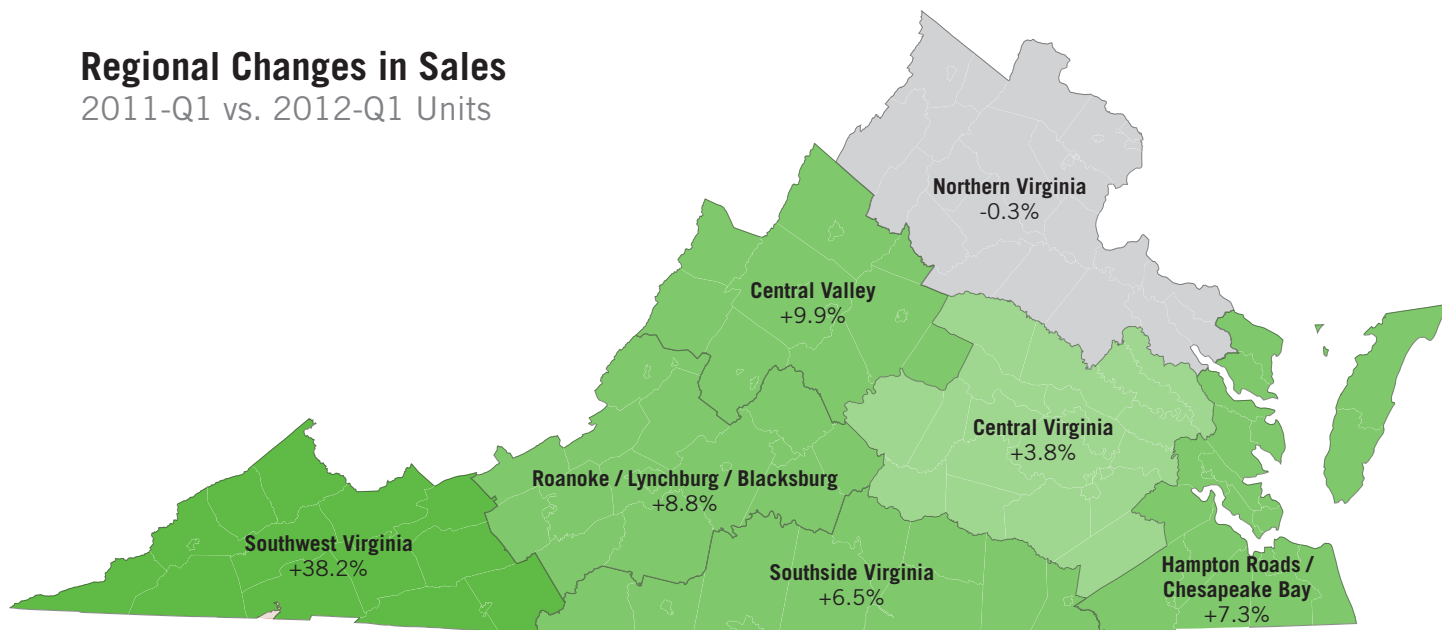 Regional Changes in Sales
2011-Q1 vs. 2012-Q1 Units
Northern Virginia
-0.3%
Central Valley
+9.9%
Central Virginia
+3.8%
Roanoke / Lynchburg / Blacksburg
+8.8%
Southwest Virginia
+38.2%
Southside Virginia
+6.5%
Hampton Roads /
Chesapeake Bay
+7.3%